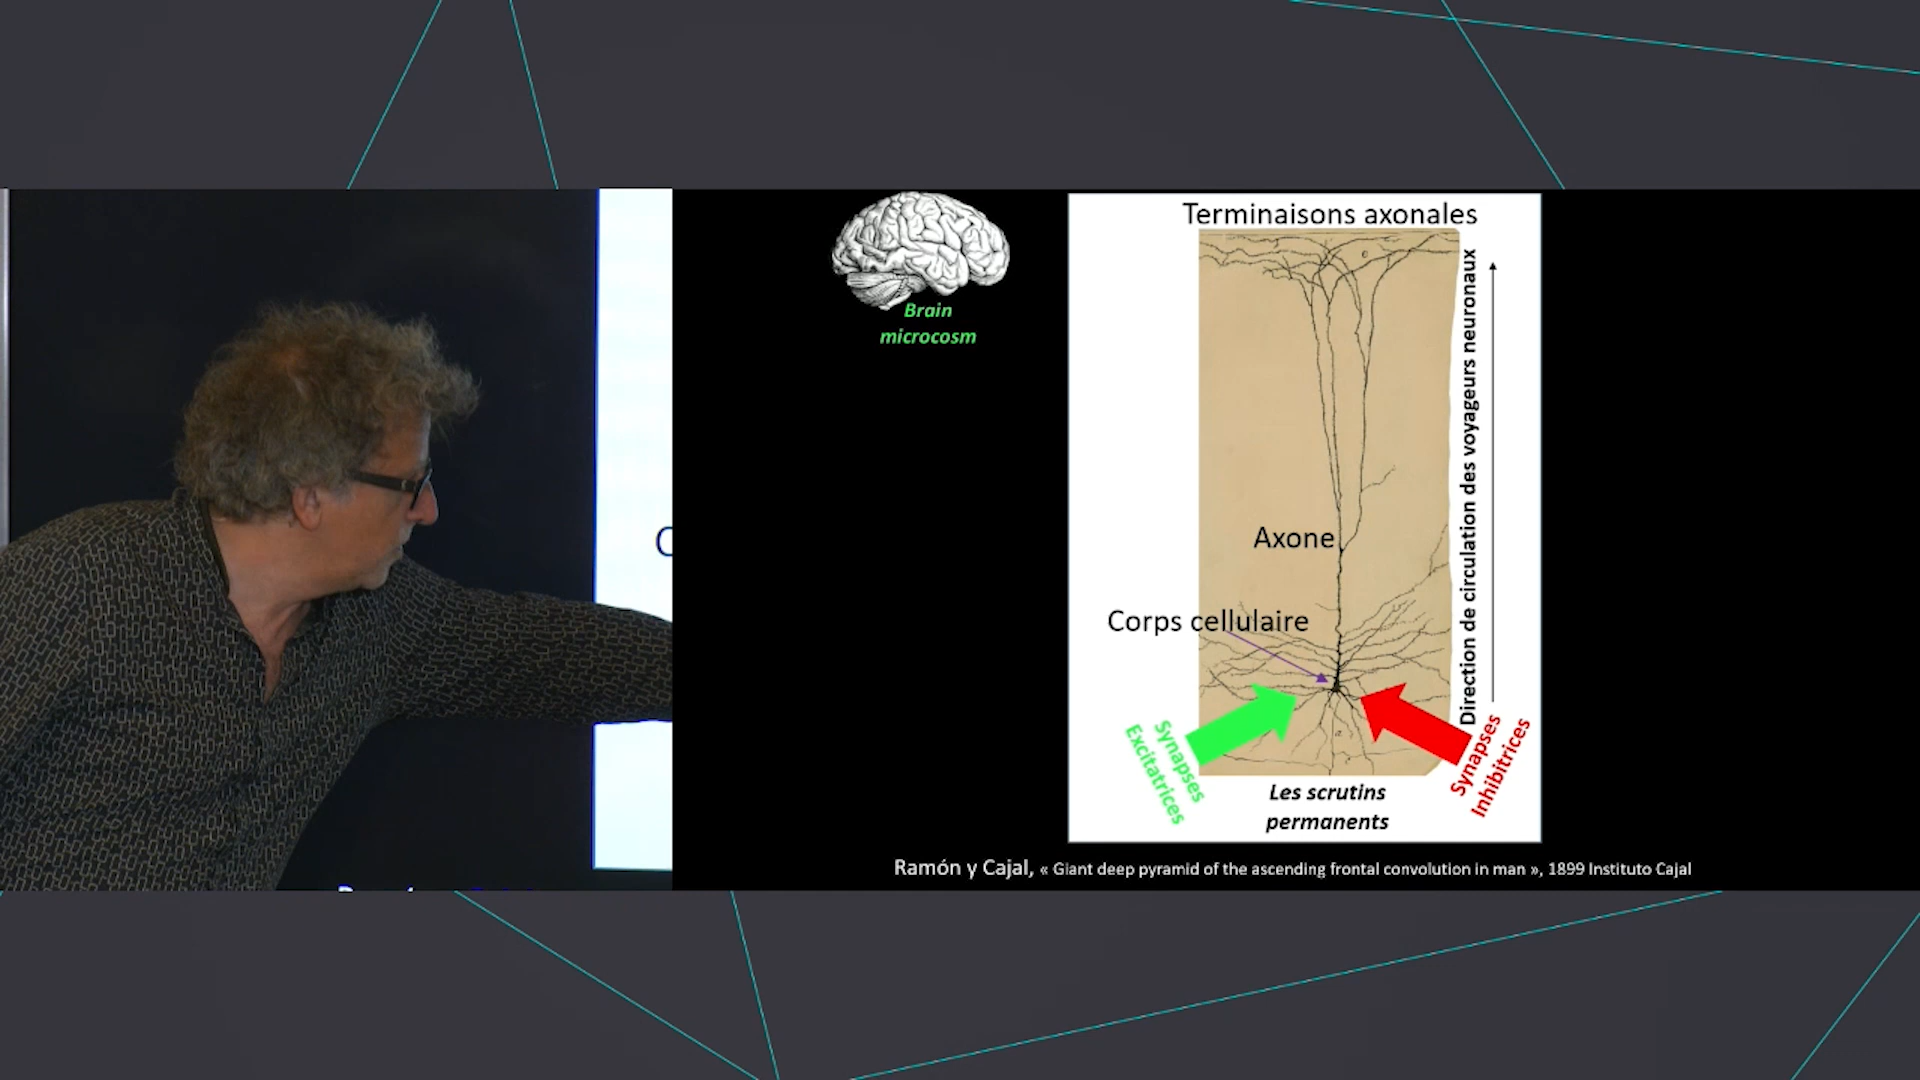 Brain
microcosm
Terminaisons axonales
Axone
Corps cellulaire
Direction de circulation des voyageurs neuronaux
Synapses
Excitatrices
Synapses
Inhibitrices
Les scrutins
permanents
Ramón y Cajal, « Giant deep pyramid of the ascending frontal convolution in man », 1899 Instituto Cajal